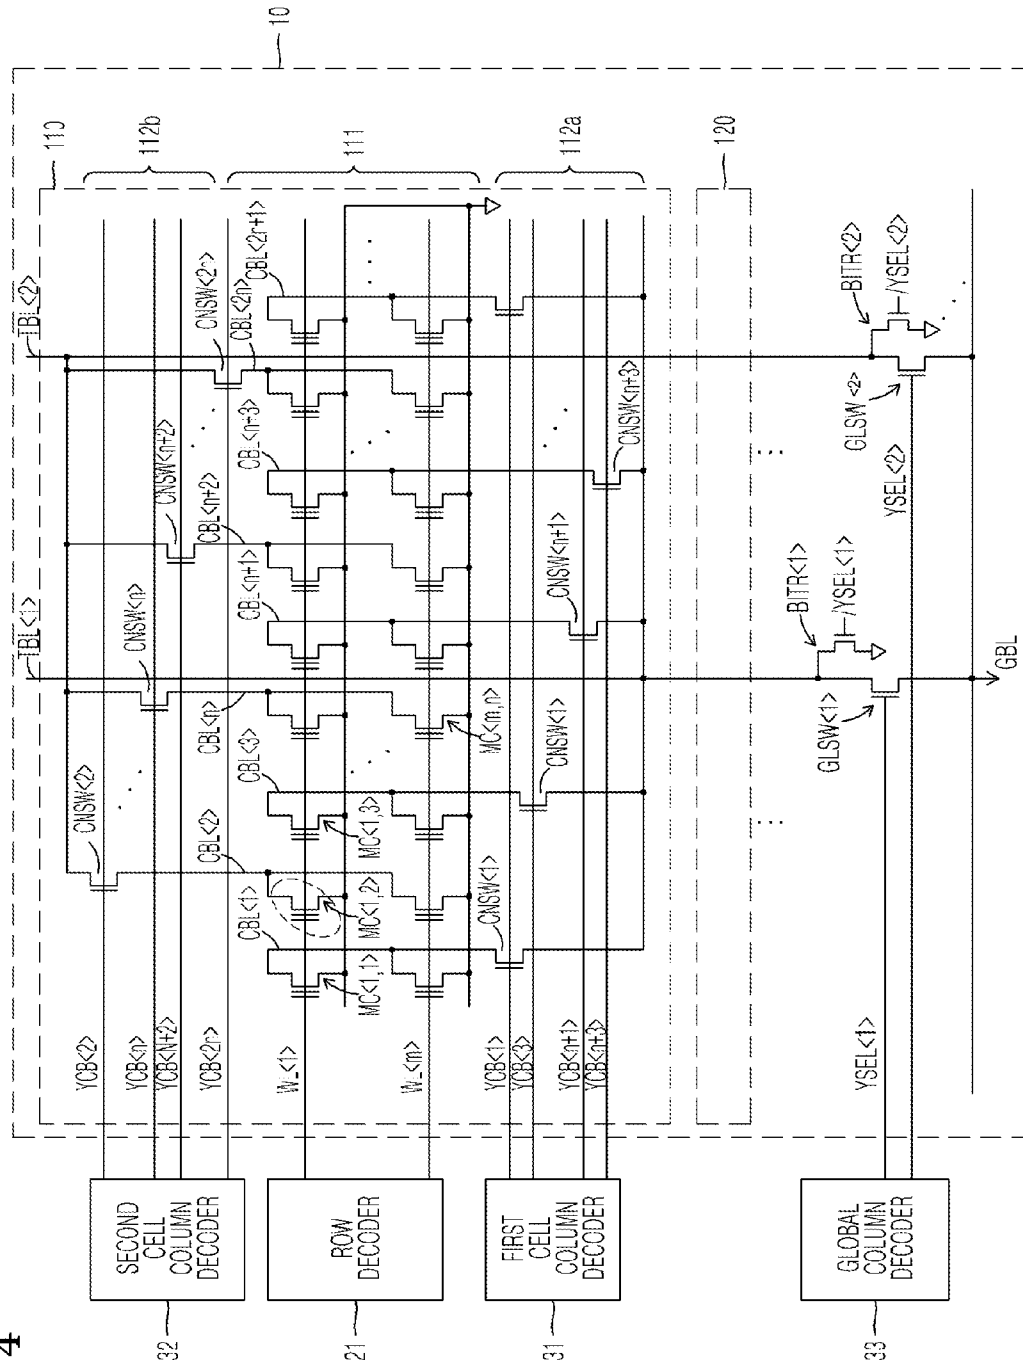 4
10
110
112b
111
112a
120
TBL<1>
TBL<2>
CNSW<2>
CNSW<n>
CNSW<n+2>
CNSW<2n>
CBL<1>
CBL<2>
CBL<3>
CBL<n>
CBL<n+1>
CBL<n+2>
CBL<n+3>
CBL<2n>
CBL<2n+1>
MC<1,1>
MC<1,2>
MC<1,3>
MC<m,n>
CNSW<1>
CNSW<1>
CNSW<n+1>
CNSW<n+3>
YCB<2>
YCB<n>
YCB<N+2>
YCB<2n>
WL<1>
WL<m>
YCB<1>
YCB<3>
YCB<n+1>
YCB<n+3>
SECOND
CELL
COLUMN
DECODER
32
ROW
DECODER
21
FIRST
CELL
COLUMN
DECODER
31
GLOBAL
COLUMN
DECODER
33
YSEL<1>
YSEL<2>
GLSW<1>
GLSW<2>
BITR<1>
/YSEL<1>
BITR<2>
/YSEL<2>
GBL